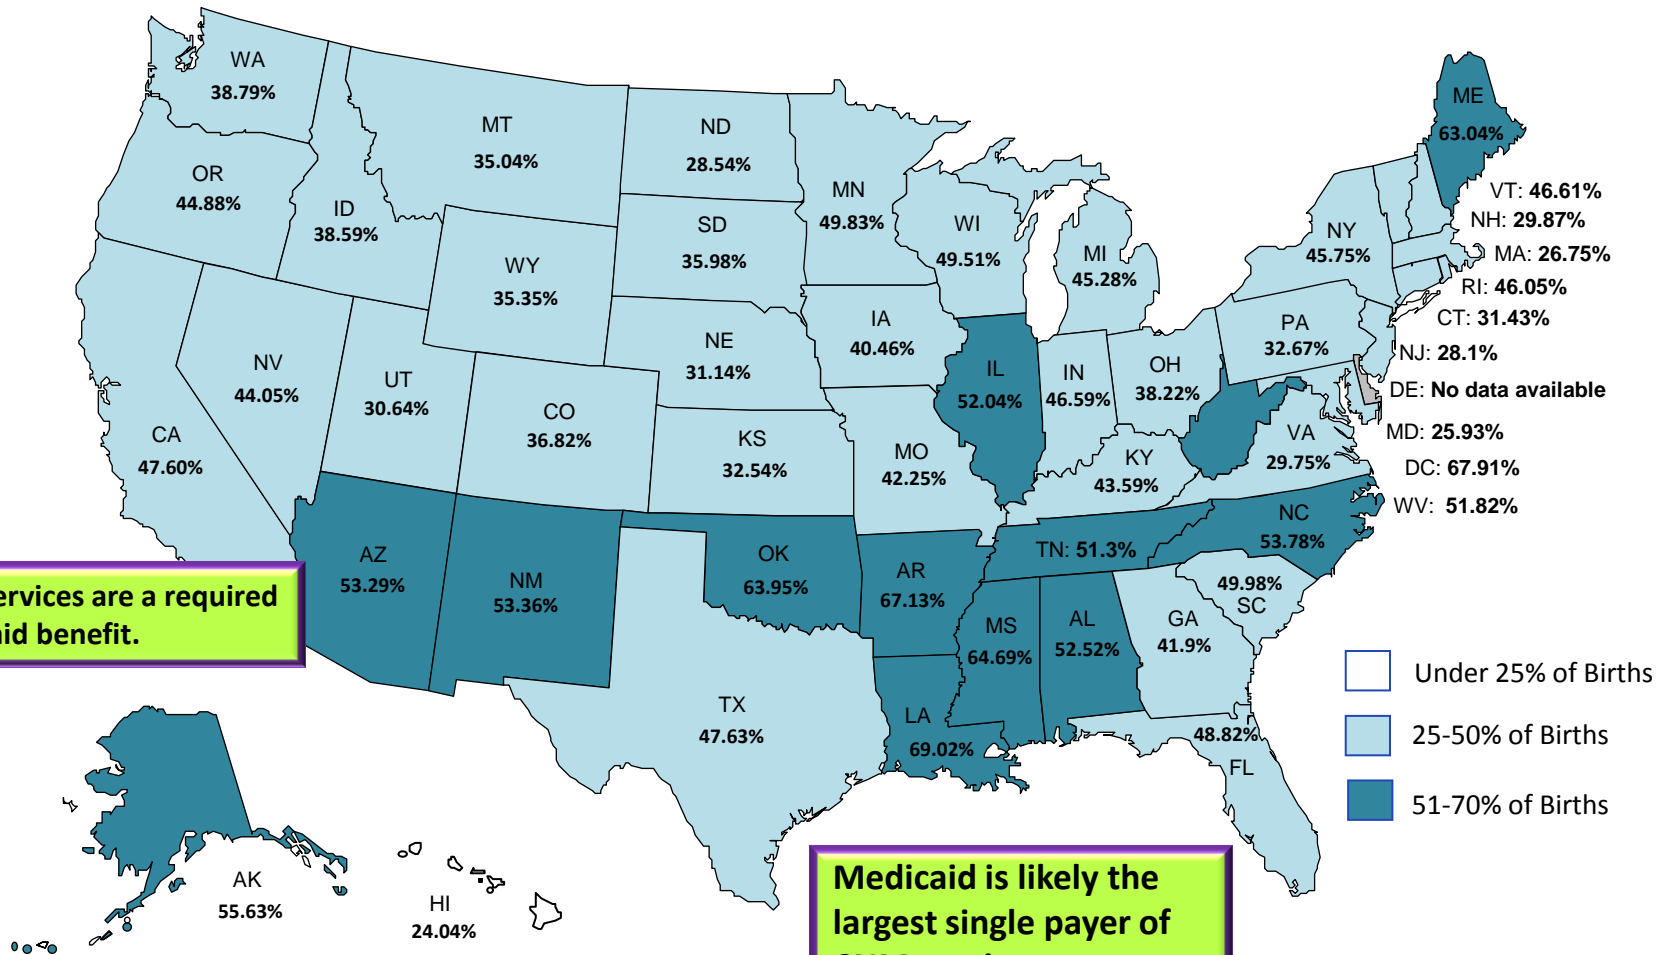 WA
38.79%
MT
35.04%
ND
28.54%
ME
63.04%
OR
44.88%
ID
38.59%
MN
49.83%
WI
49.51%
SD
35.98%
WY
35.35%
MI
45.28%
NY
45.75%
VT: 46.61%
NH: 29.87%
MA: 26.75%
RI: 46.05%
CT: 31.43%
NJ: 28.1%
DE: No data available
MD: 25.93%
DC: 67.91%
WV: 51.82%
IA
40.46%
NE
31.14%
PA
32.67%
NV
44.05%
UT
30.64%
CO
36.82%
IL
52.04%
IN
46.59%
OH
38.22%
CA
47.60%
KS
32.54%
MO
42.25%
KY
43.59%
VA
29.75%
AZ
53.29%
NM
53.36%
OK
63.95%
AR
67.13%
TN: 51.3%
NC
53.78%
49.98%
SC
MS
64.69%
AL
52.52%
GA
41.9%
TX
47.63%
LA
69.02%
48.82%
FL
AK
55.63%
HI
24.04%
ervices are a required
aid benefit.
Under 25% of Births
25-50% of Births
51-70% of Births
Medicaid is likely the
largest single payer of